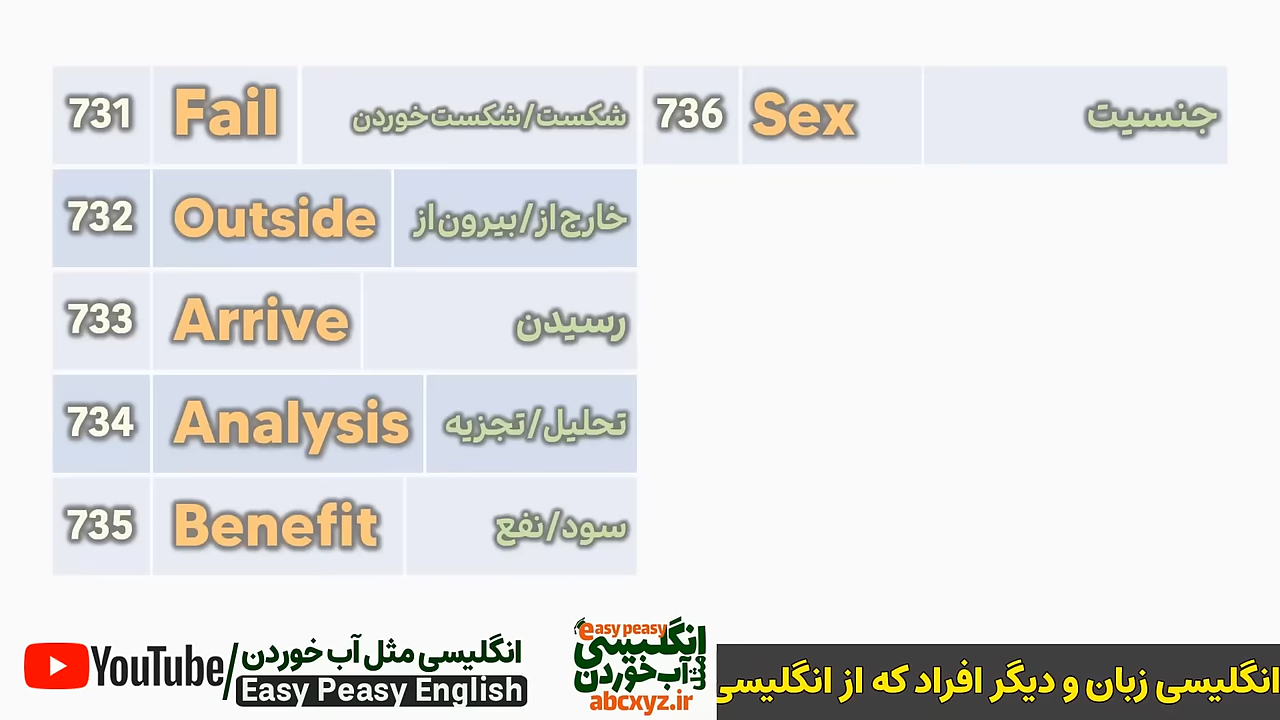 731 Fail شکست/شکست خوردن
732 Outside خارج از/بیرون از
733 Arrive رسیدن
734 Analysis تحلیل/تجزیه
735 Benefit سود/نفع
736 Sex جنسیت
YouTube/انگلیسی مثل آب خوردن
Easy Peasy English
easy peasy
انگلیسی
مثل آب خوردن
abcxyz.ir
انگلیسی زبان و دیگر افراد که از انگلیسی